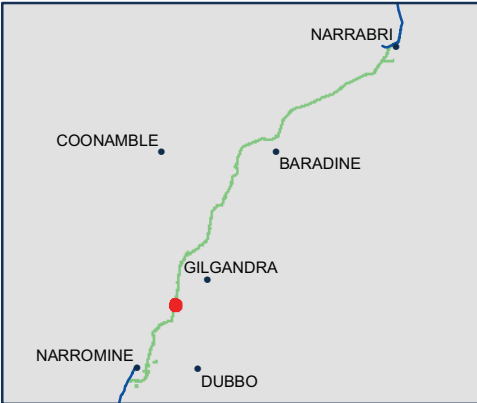 NARRABRI
COONAMBLE
BARADINE
GILGANDRA
NARROMINE
DUBBO